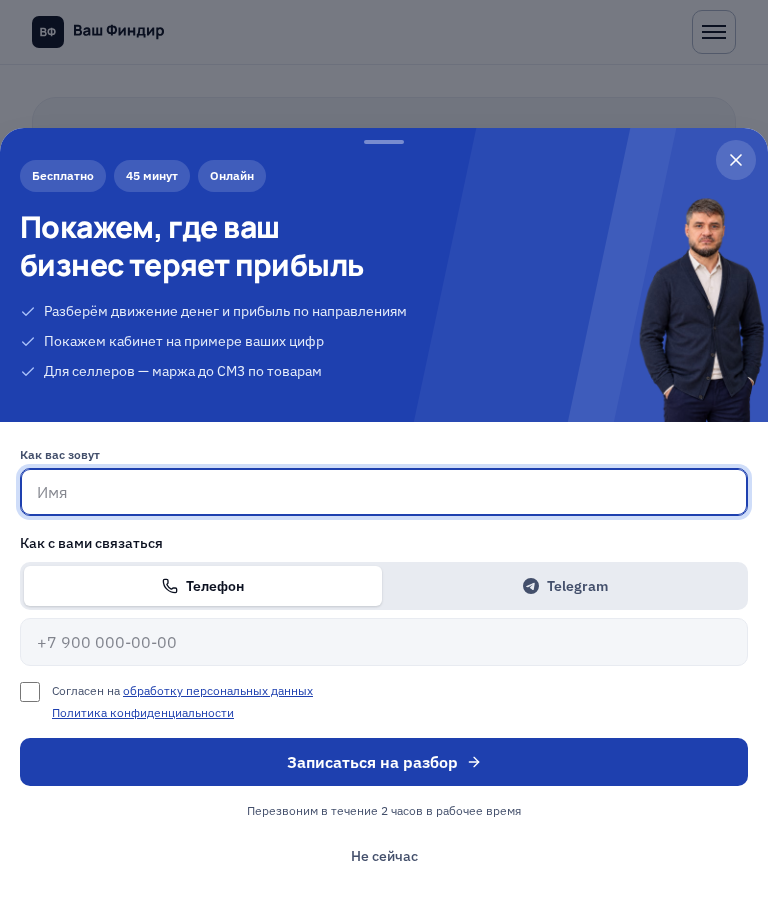 ВФ Ваш Финдир
Бесплатно 45 минут Онлайн
Покажем, где ваш
бизнес теряет прибыль
Разберём движение денег и прибыль по направлениям
Покажем кабинет на примере ваших цифр
Для селлеров — маржа до СМЗ по товарам
Как вас зовут
Имя
Как с вами связаться
Телефон Telegram
+7 900 000-00-00
Согласен на обработку персональных данных
Политика конфиденциальности
Записаться на разбор →
Перезвоним в течение 2 часов в рабочее время
Не сейчас